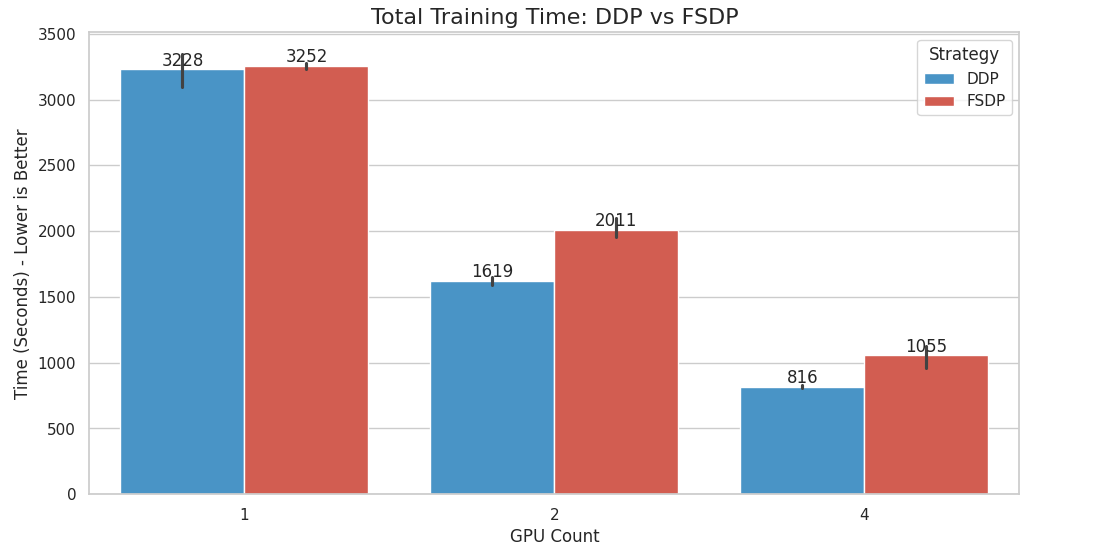 Total Training Time: DDP vs FSDP
Time (Seconds) - Lower is Better
3500
3000
2500
2000
1500
1000
500
0
3228
3252
1619
2011
816
1055
Strategy
DDP
FSDP
1
2
4
GPU Count